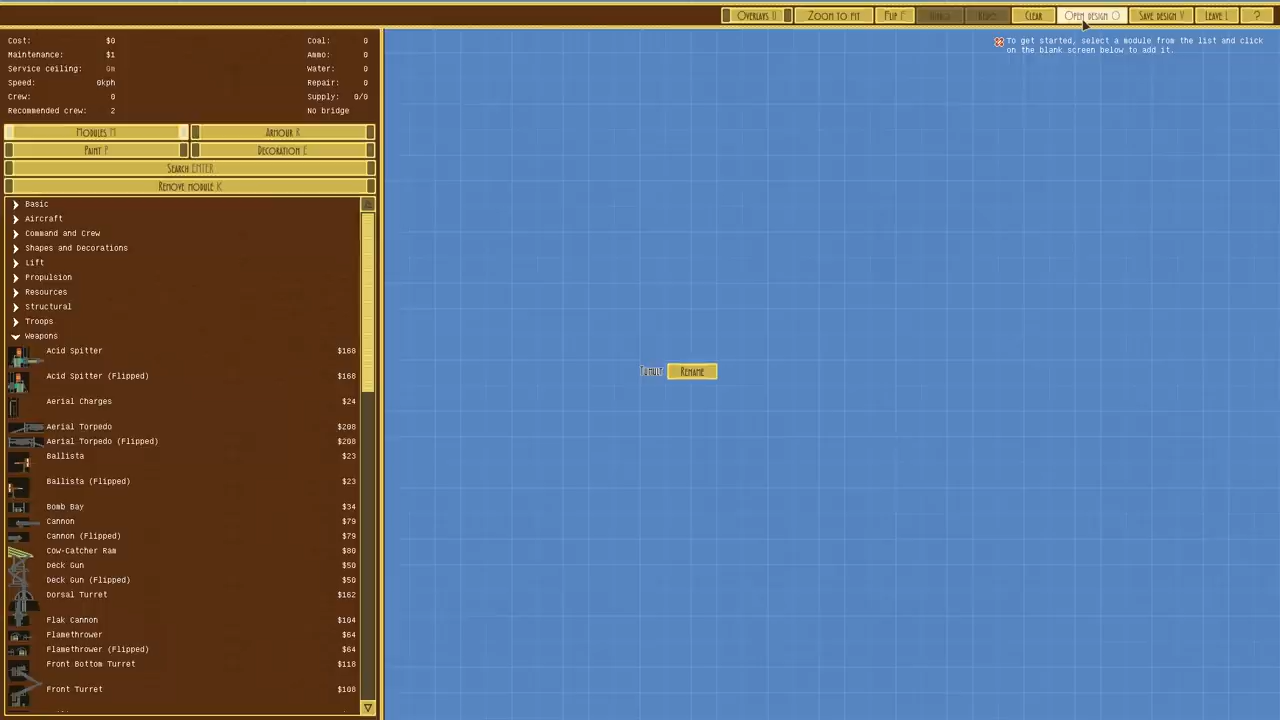 Overlays U
Zoom to fit
Flip F
Clear
Open design O
Save design V
Leave L
?
Cost: $0
Maintenance: $1
Service ceiling: 0m
Speed: 0kph
Crew: 0
Recommended crew: 2
Coal: 0
Ammo: 0
Water: 0
Repair: 0
Supply: 0/0
No bridge
To get started, select a module from the list and click
on the blank screen below to add it.
Modules M
Armour R
Paint P
Decoration E
Search ENTER
Remove module K
Basic
Aircraft
Command and Crew
Shapes and Decorations
Lift
Propulsion
Resources
Structural
Troops
Weapons
Acid Spitter $168
Acid Spitter (Flipped) $168
Aerial Charges $24
Aerial Torpedo $208
Aerial Torpedo (Flipped) $208
Ballista $23
Ballista (Flipped) $23
Bomb Bay $34
Cannon $79
Cannon (Flipped) $79
Cow-Catcher Ram $80
Deck Gun $50
Deck Gun (Flipped) $50
Dorsal Turret $162
Flak Cannon $104
Flamethrower $64
Flamethrower (Flipped) $64
Front Bottom Turret $118
Front Turret $108
Tumult
Rename